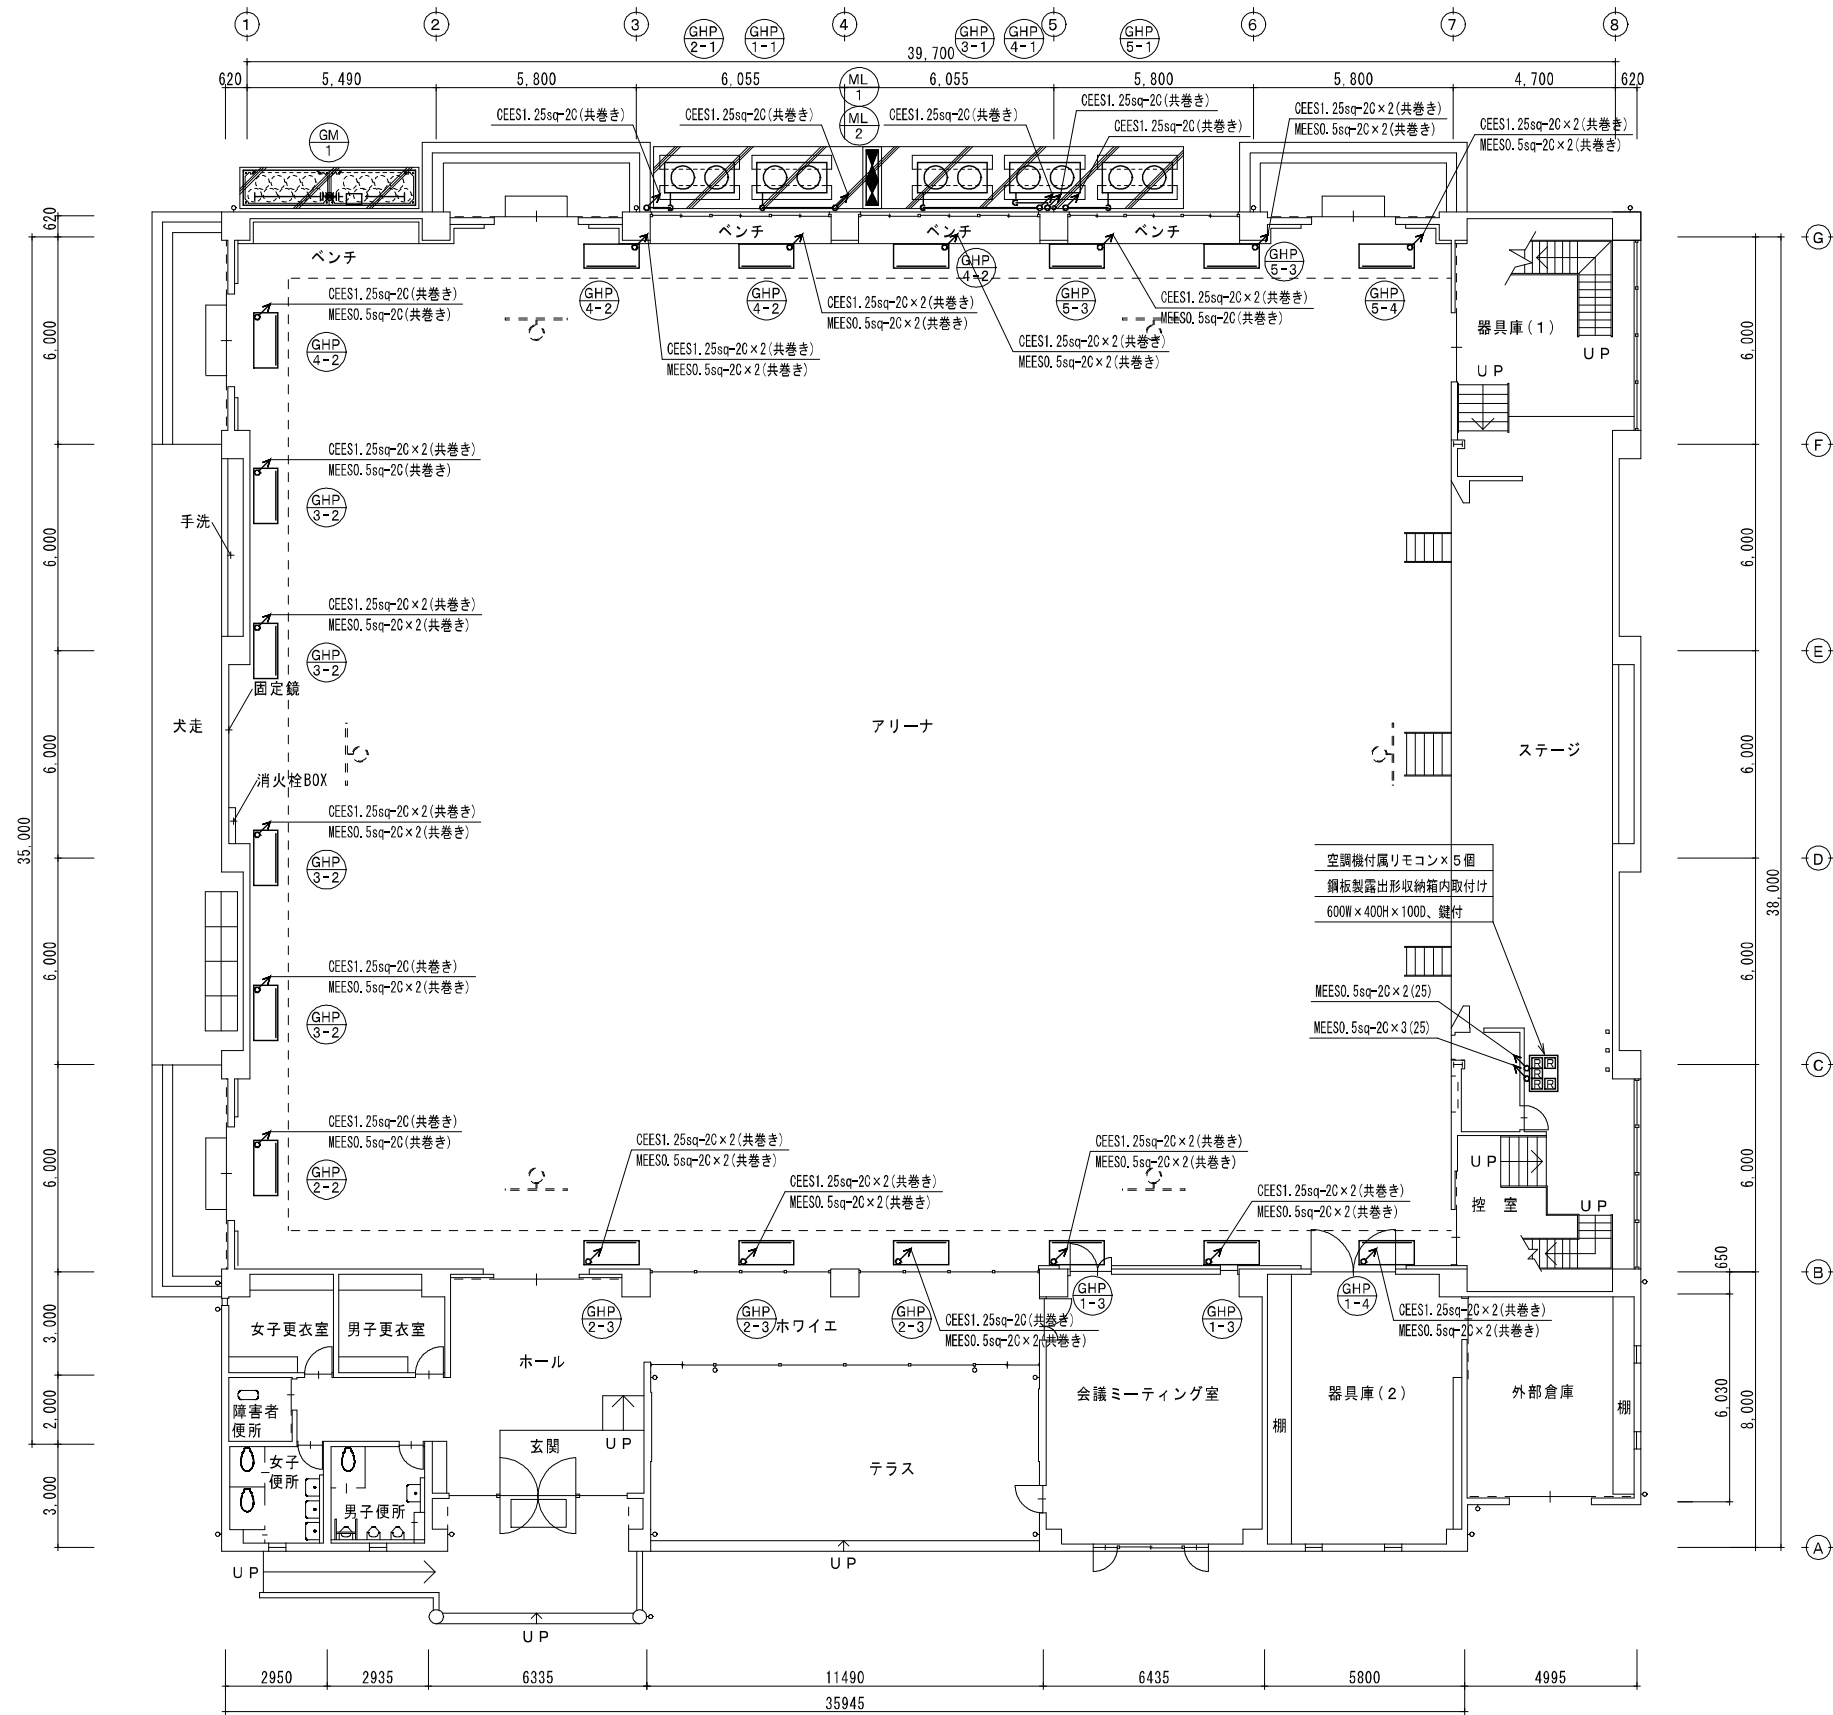 1 2 3 4 5 6 7 8
GHP 2-1
GHP 1-1
GHP 3-1
GHP 4-1
GHP 5-1
39,700
620 5,490 5,800 6,055 6,055 5,800 5,800 4,700 620
ML 1
ML 2
GM 1
CEES1.25sq-2C(共巻き)
CEES1.25sq-2C(共巻き)
CEES1.25sq-2C(共巻き)
CEES1.25sq-2C(共巻き)
CEES1.25sq-2C(共巻き)
CEES1.25sq-2C×2(共巻き)
MEES0.5sq-2C×2(共巻き)
CEES1.25sq-2C×2(共巻き)
MEES0.5sq-2C×2(共巻き)
620
ベンチ
ベンチ
ベンチ
ベンチ
G
GHP 4-2
GHP 5-3
GHP 4-2
GHP 4-2
GHP 5-3
GHP 5-4
CEES1.25sq-2C(共巻き)
MEES0.5sq-2C(共巻き)
CEES1.25sq-2C×2(共巻き)
MEES0.5sq-2C×2(共巻き)
CEES1.25sq-2C×2(共巻き)
MEES0.5sq-2C(共巻き)
CEES1.25sq-2C×2(共巻き)
MEES0.5sq-2C×2(共巻き)
CEES1.25sq-2C×2(共巻き)
MEES0.5sq-2C×2(共巻き)
GHP 4-2
器具庫(1)
UP
UP
6,000
6,000
F
CEES1.25sq-2C×2(共巻き)
MEES0.5sq-2C(共巻き)
GHP 3-2
手洗
6,000
6,000
CEES1.25sq-2C×2(共巻き)
MEES0.5sq-2C×2(共巻き)
GHP 3-2
E
固定鏡
犬走
アリーナ
ステージ
6,000
6,000
消火栓BOX
CEES1.25sq-2C×2(共巻き)
MEES0.5sq-2C×2(共巻き)
GHP 3-2
35,000
38,000
D
空調機付属リモコン×5個
鋼板製露出形収納箱内取付け
600W×400H×100D、鍵付
6,000
6,000
CEES1.25sq-2C(共巻き)
MEES0.5sq-2C×2(共巻き)
GHP 3-2
MEES0.5sq-2C×2(25)
MEES0.5sq-2C×3(25)
R R
R
R R
C
CEES1.25sq-2C(共巻き)
MEES0.5sq-2C(共巻き)
GHP 2-2
CEES1.25sq-2C×2(共巻き)
MEES0.5sq-2C×2(共巻き)
CEES1.25sq-2C×2(共巻き)
MEES0.5sq-2C×2(共巻き)
CEES1.25sq-2C×2(共巻き)
MEES0.5sq-2C×2(共巻き)
CEES1.25sq-2C×2(共巻き)
MEES0.5sq-2C×2(共巻き)
6,000
6,000
UP
控 室
UP
650
B
GHP 2-3
GHP 2-3
GHP 2-3
GHP 1-3
GHP 1-3
GHP 1-4
CEES1.25sq-2C(共巻き)
MEES0.5sq-2C×2(共巻き)
CEES1.25sq-2C×2(共巻き)
MEES0.5sq-2C×2(共巻き)
3,000
女子更衣室
男子更衣室
ホワイエ
ホール
会議ミーティング室
器具庫(2)
外部倉庫
棚
棚
2,000
障害者
便所
6,030
8,000
玄関
UP
テラス
女子
便所
男子便所
3,000
A
UP
UP
UP
2950 2935 6335 11490 6435 5800 4995
35945